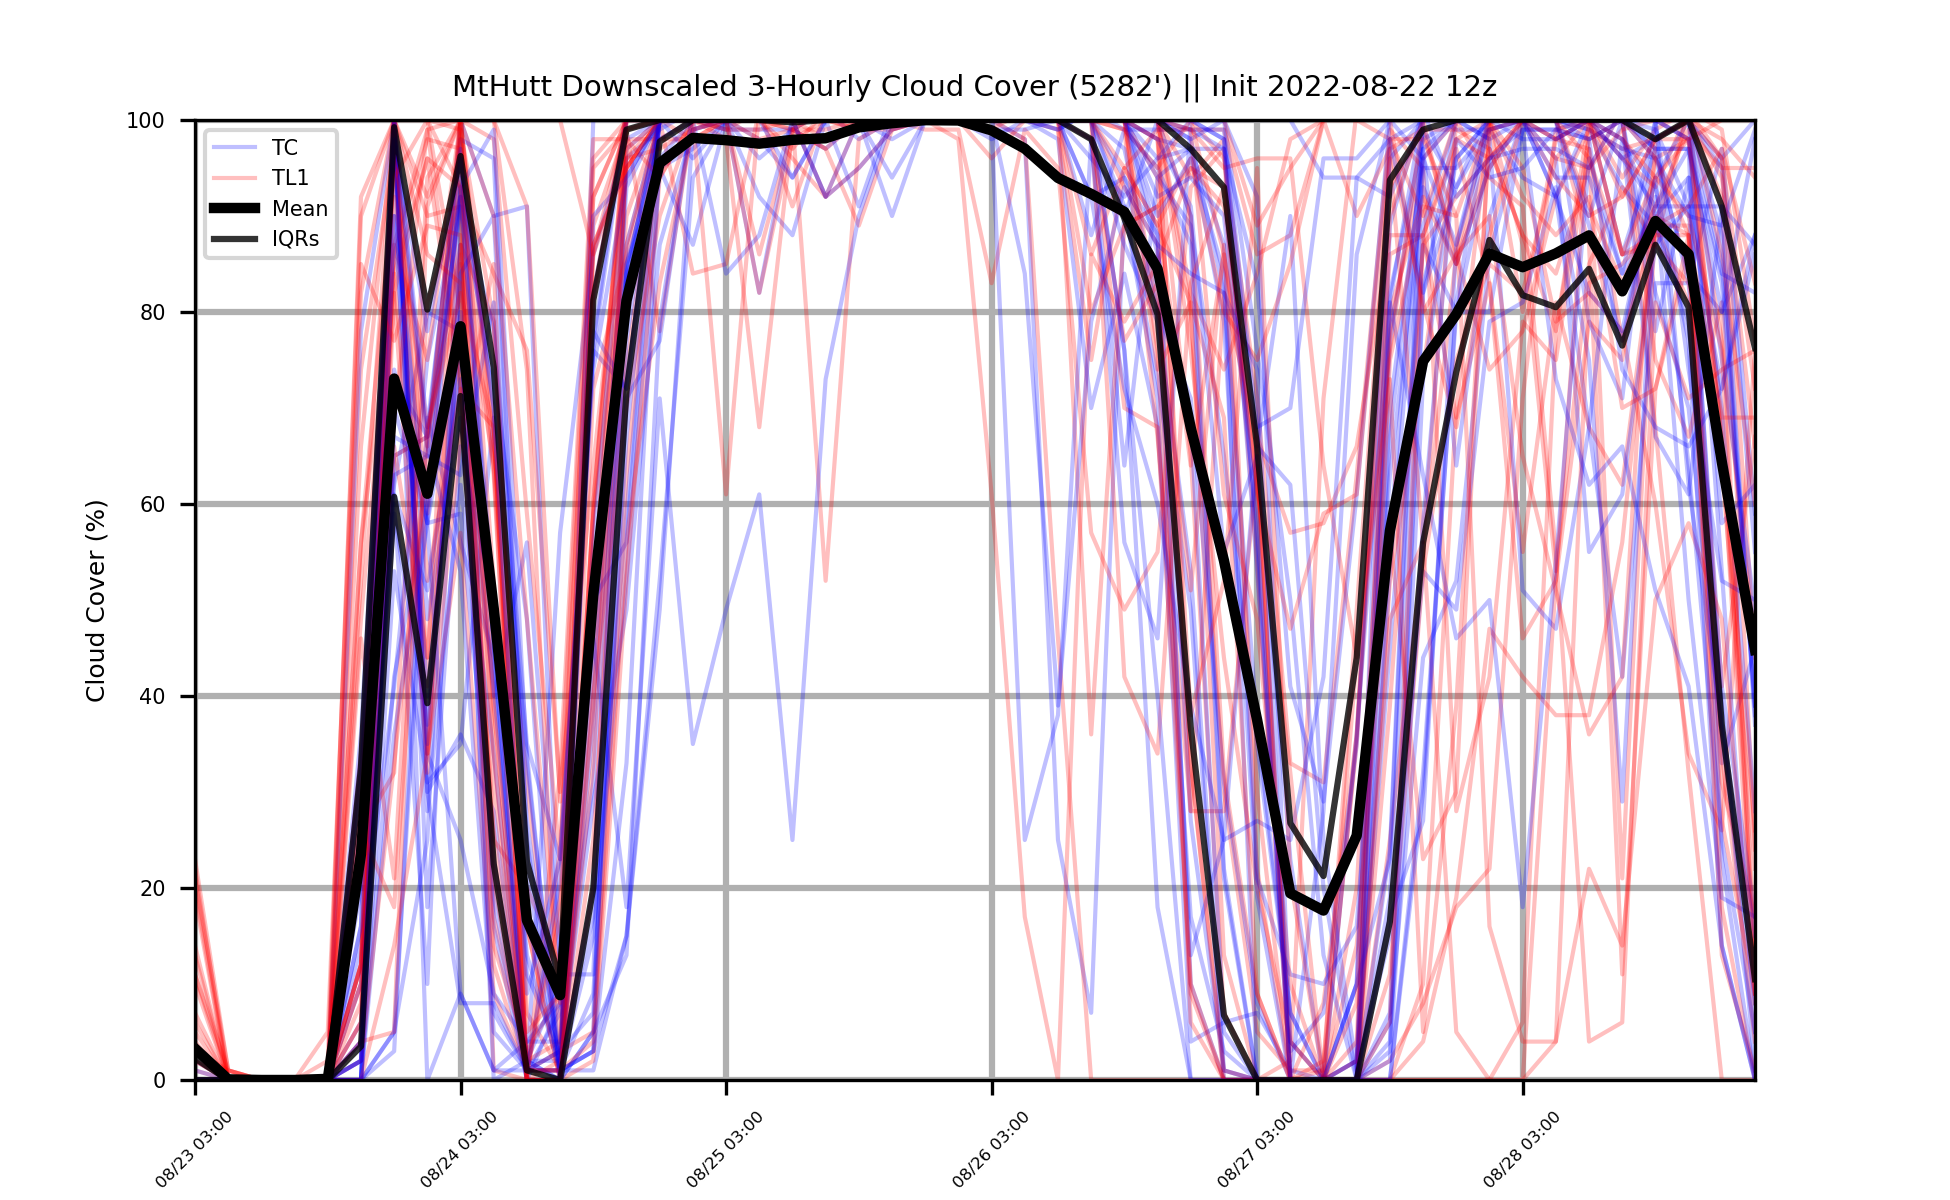 MtHutt Downscaled 3-Hourly Cloud Cover (5282') || Init 2022-08-22 12z
100
80
60
40
20
0
Cloud Cover (%)
TC
TL1
Mean
IQRs
08/23 03:00
08/24 03:00
08/25 03:00
08/26 03:00
08/27 03:00
08/28 03:00